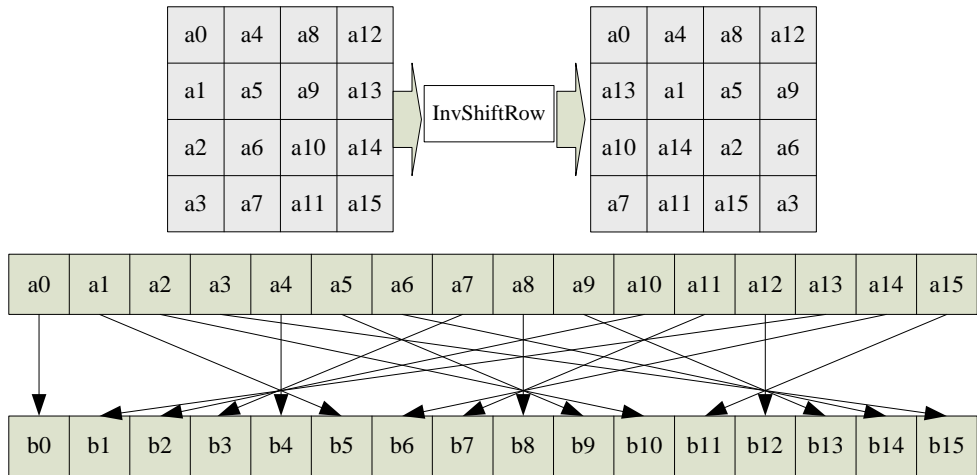 a0 a4 a8 a12
a1 a5 a9 a13
a2 a6 a10 a14
a3 a7 a11 a15
InvShiftRow
a0 a4 a8 a12
a13 a1 a5 a9
a10 a14 a2 a6
a7 a11 a15 a3
a0 a1 a2 a3 a4 a5 a6 a7 a8 a9 a10 a11 a12 a13 a14 a15
b0 b1 b2 b3 b4 b5 b6 b7 b8 b9 b10 b11 b12 b13 b14 b15